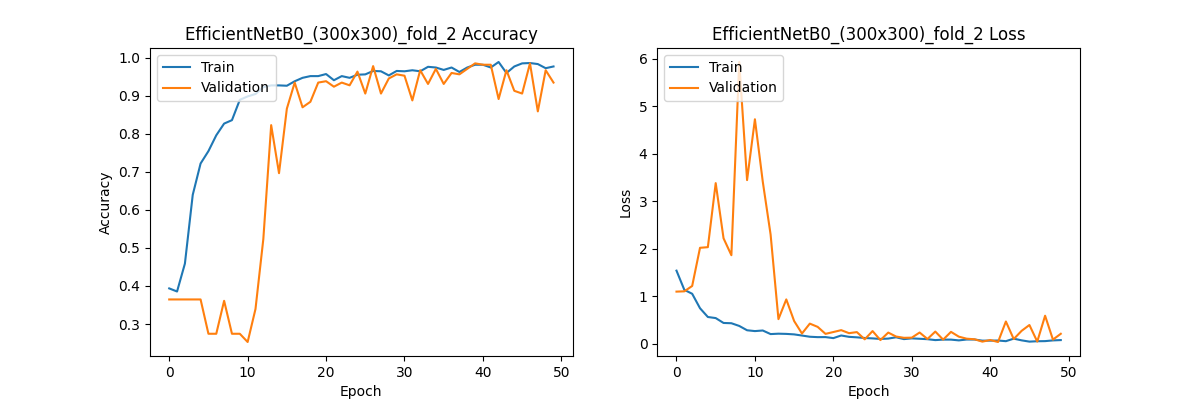 EfficientNetB0_(300x300)_fold_2 Accuracy
Train
Validation
1.0
0.9
0.8
0.7
0.6
0.5
0.4
0.3
Accuracy
0 10 20 30 40 50
Epoch
EfficientNetB0_(300x300)_fold_2 Loss
Train
Validation
6
5
4
3
2
1
0
Loss
0 10 20 30 40 50
Epoch